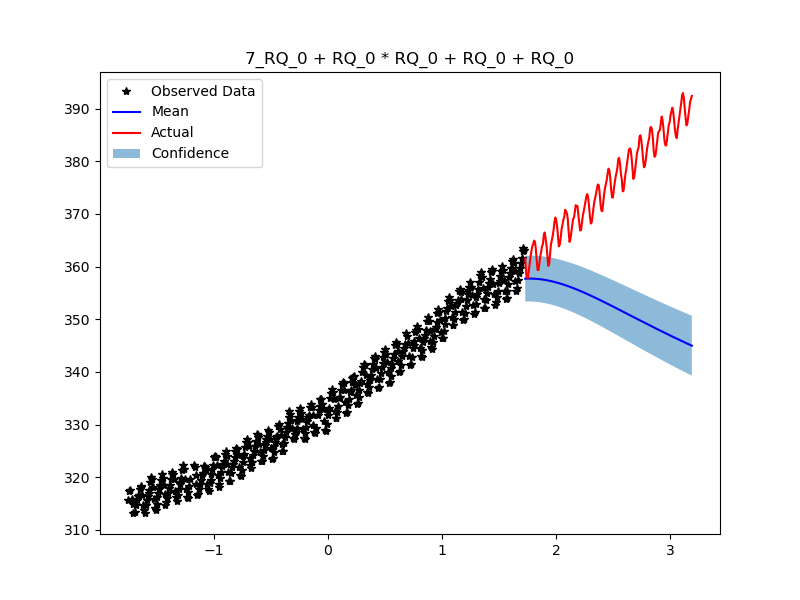 7_RQ_0 + RQ_0 * RQ_0 + RQ_0 + RQ_0
Observed Data
Mean
Actual
Confidence
390
380
370
360
350
340
330
320
310
−1
0
1
2
3